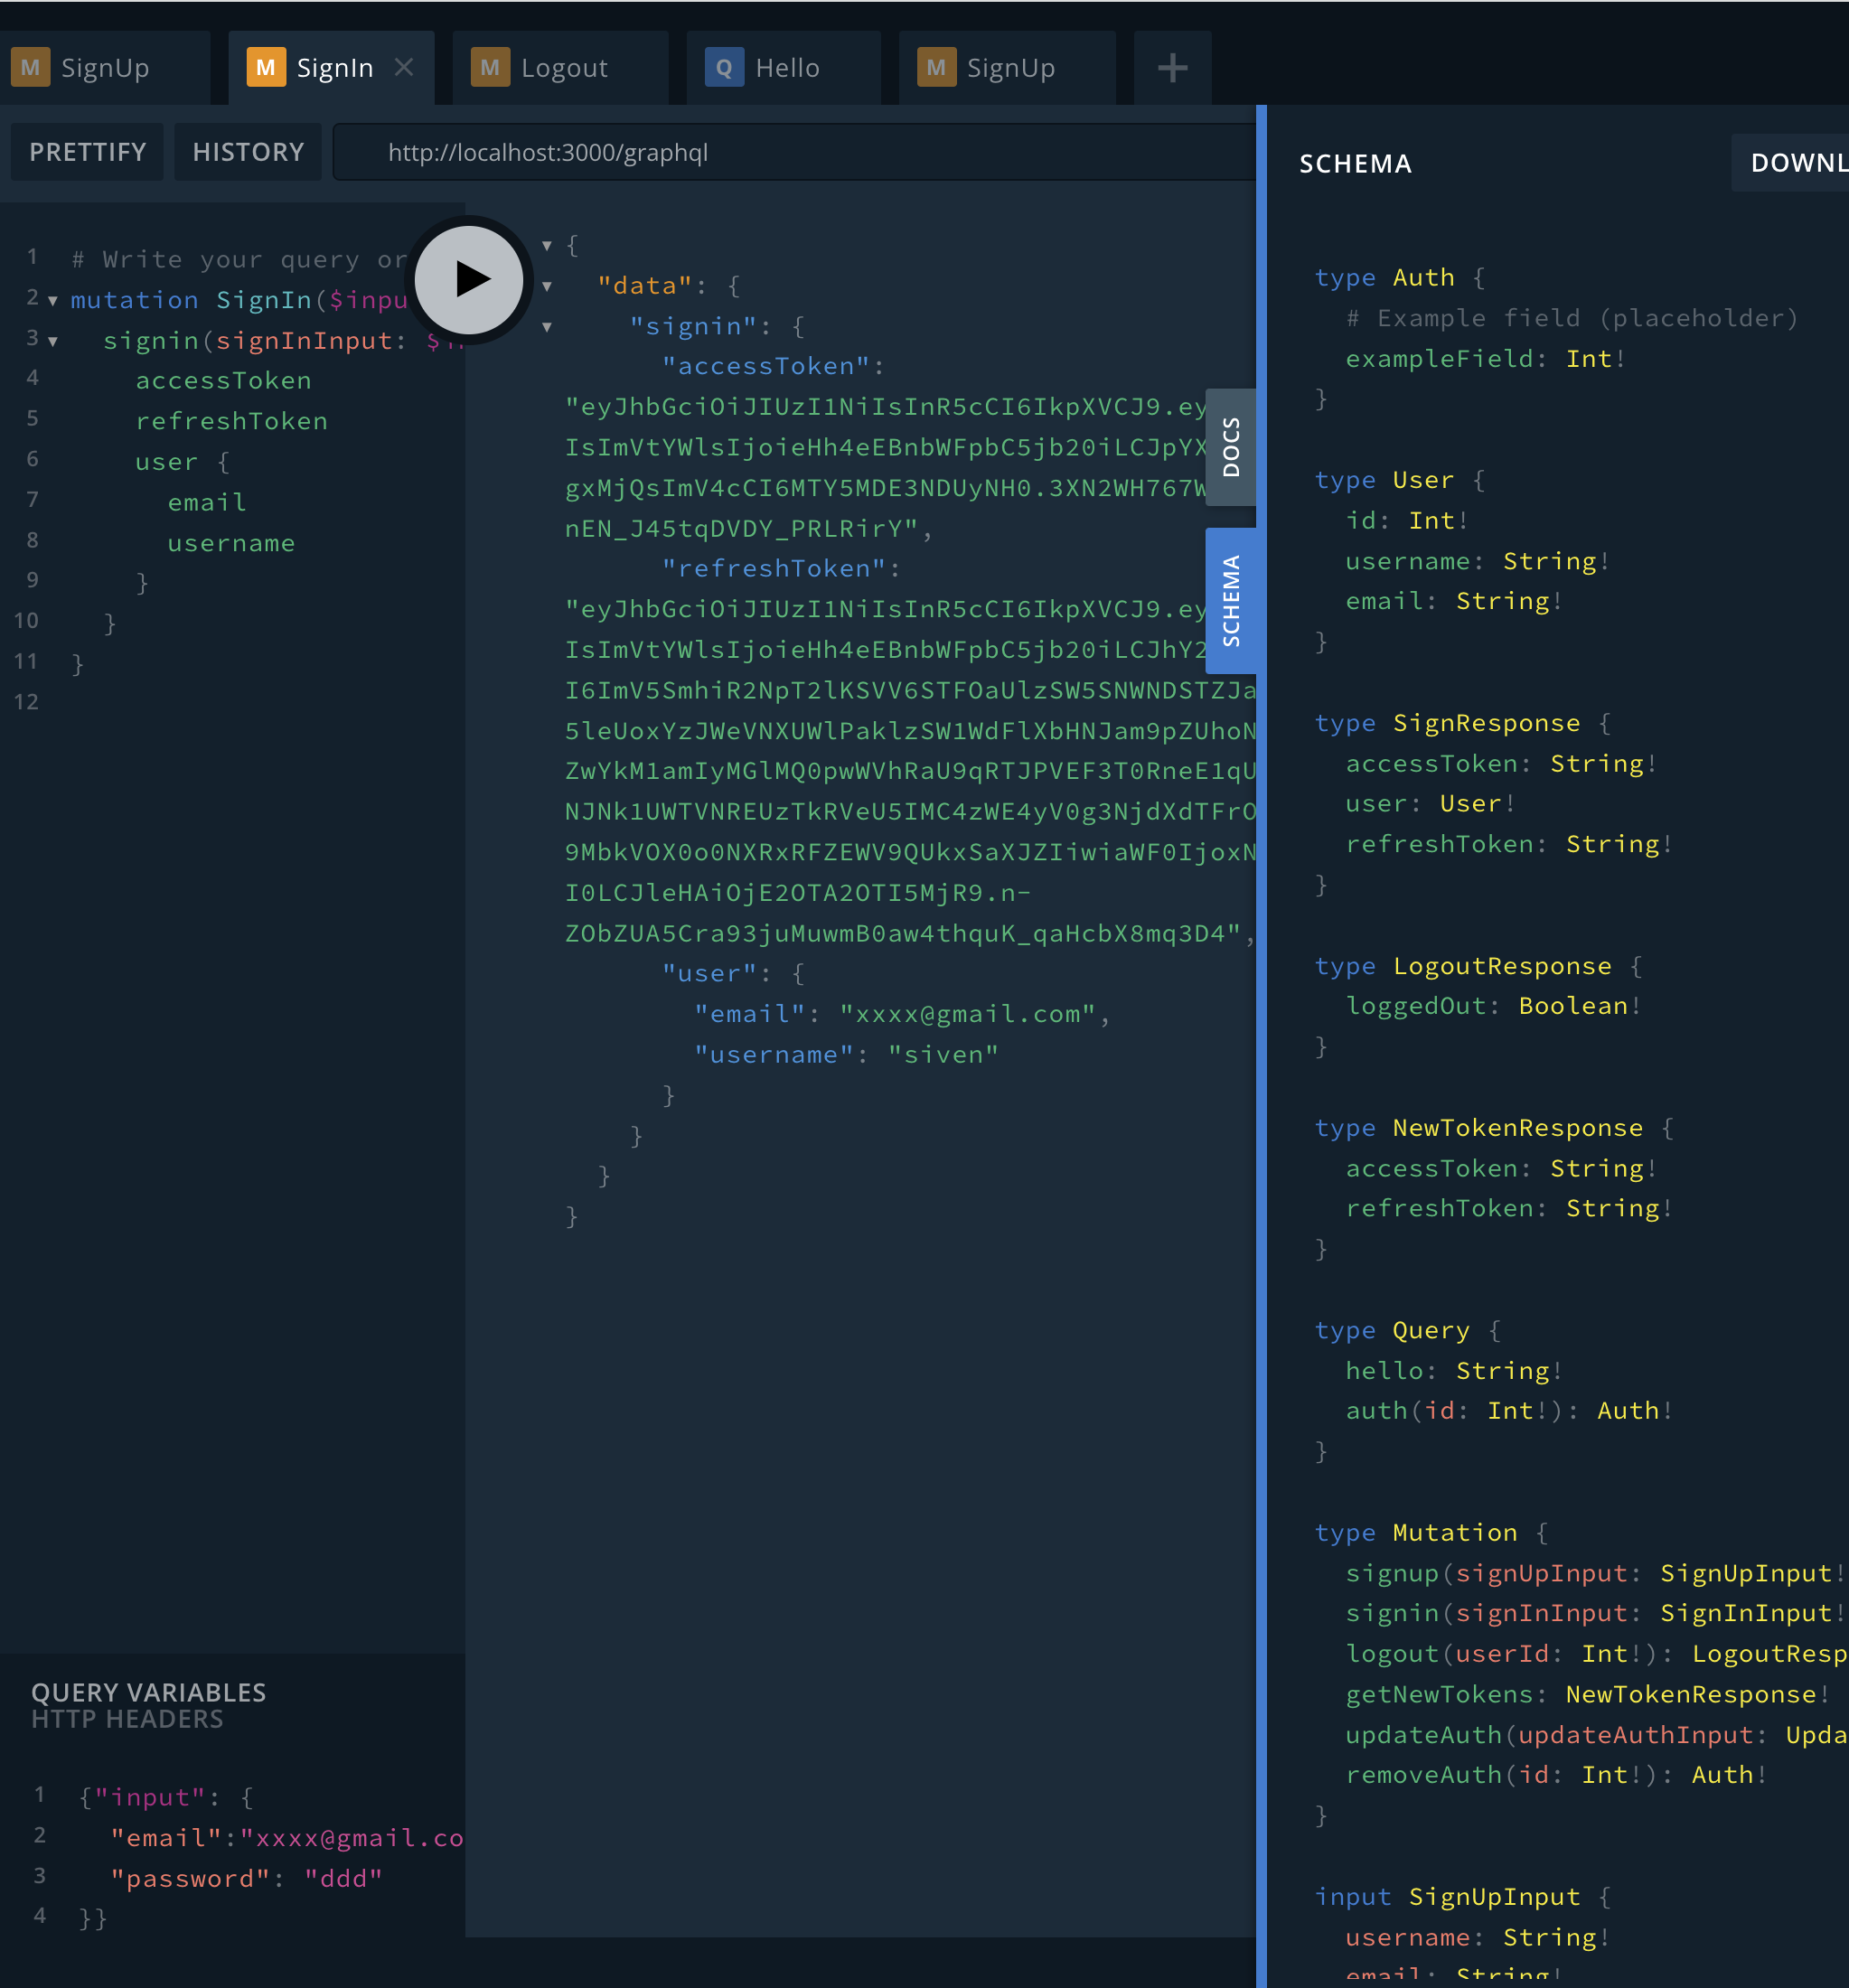 M SignUp
M SignIn
M Logout
Q Hello
M SignUp
PRETTIFY
HISTORY
http://localhost:3000/graphql
1 # Write your query or
2 mutation SignIn($inpu
3 signin(signInInput:
4 accessToken
5 refreshToken
6 user {
7 email
8 username
9 }
10 }
11 }
12
QUERY VARIABLES
HTTP HEADERS
1 {"input": {
2 "email":"xxxx@gmail.co
3 "password": "ddd"
4 }}
{
"data": {
"signin": {
"accessToken":
"eyJhbGciOiJIUzI1NiIsInR5cCI6IkpXVCJ9.ey
IsImVtYWlsIjoieHh4eEBnbWFpbC5jb20iLCJpYX
gxMjQsImV4cCI6MTY5MDE3NDUyNH0.3XN2WH767W
nEN_J45tqDVDY_PRLRirY",
"refreshToken":
"eyJhbGciOiJIUzI1NiIsInR5cCI6IkpXVCJ9.ey
IsImVtYWlsIjoieHh4eEBnbWFpbC5jb20iLCJhY2
I6ImV5SmhiR2NpT2lKSVV6STFOaUlzSW5SNWNDSTZJa
5leUoxYzJWeVNXUWlPaklzSW1WdFlXbHNJam9pZUhoN
ZwYkM1amIyMGlMQ0pwWVhRaU9qRTJPVEF3T0RneE1qU
NJNk1UWTVNREUzTkRVeU5IMC4zWE4yV0g3NjdXdTFrO
9MbkVOX0o0NXRxRFZEWV9QUkxSaXJZIiwiaWF0IjoxN
I0LCJleHAiOjE2OTA2OTI5MjR9.n-
ZObZUA5Cra93juMuwmB0aw4thquK_qaHcbX8mq3D4",
"user": {
"email": "xxxx@gmail.com",
"username": "siven"
}
}
}
}
DOCS
SCHEMA
SCHEMA
DOWNL
type Auth {
# Example field (placeholder)
exampleField: Int!
}
type User {
id: Int!
username: String!
email: String!
}
type SignResponse {
accessToken: String!
user: User!
refreshToken: String!
}
type LogoutResponse {
loggedOut: Boolean!
}
type NewTokenResponse {
accessToken: String!
refreshToken: String!
}
type Query {
hello: String!
auth(id: Int!): Auth!
}
type Mutation {
signup(signUpInput: SignUpInput!
signin(signInInput: SignInInput!
logout(userId: Int!): LogoutResp
getNewTokens: NewTokenResponse!
updateAuth(updateAuthInput: Upda
removeAuth(id: Int!): Auth!
}
input SignUpInput {
username: String!
email: String!